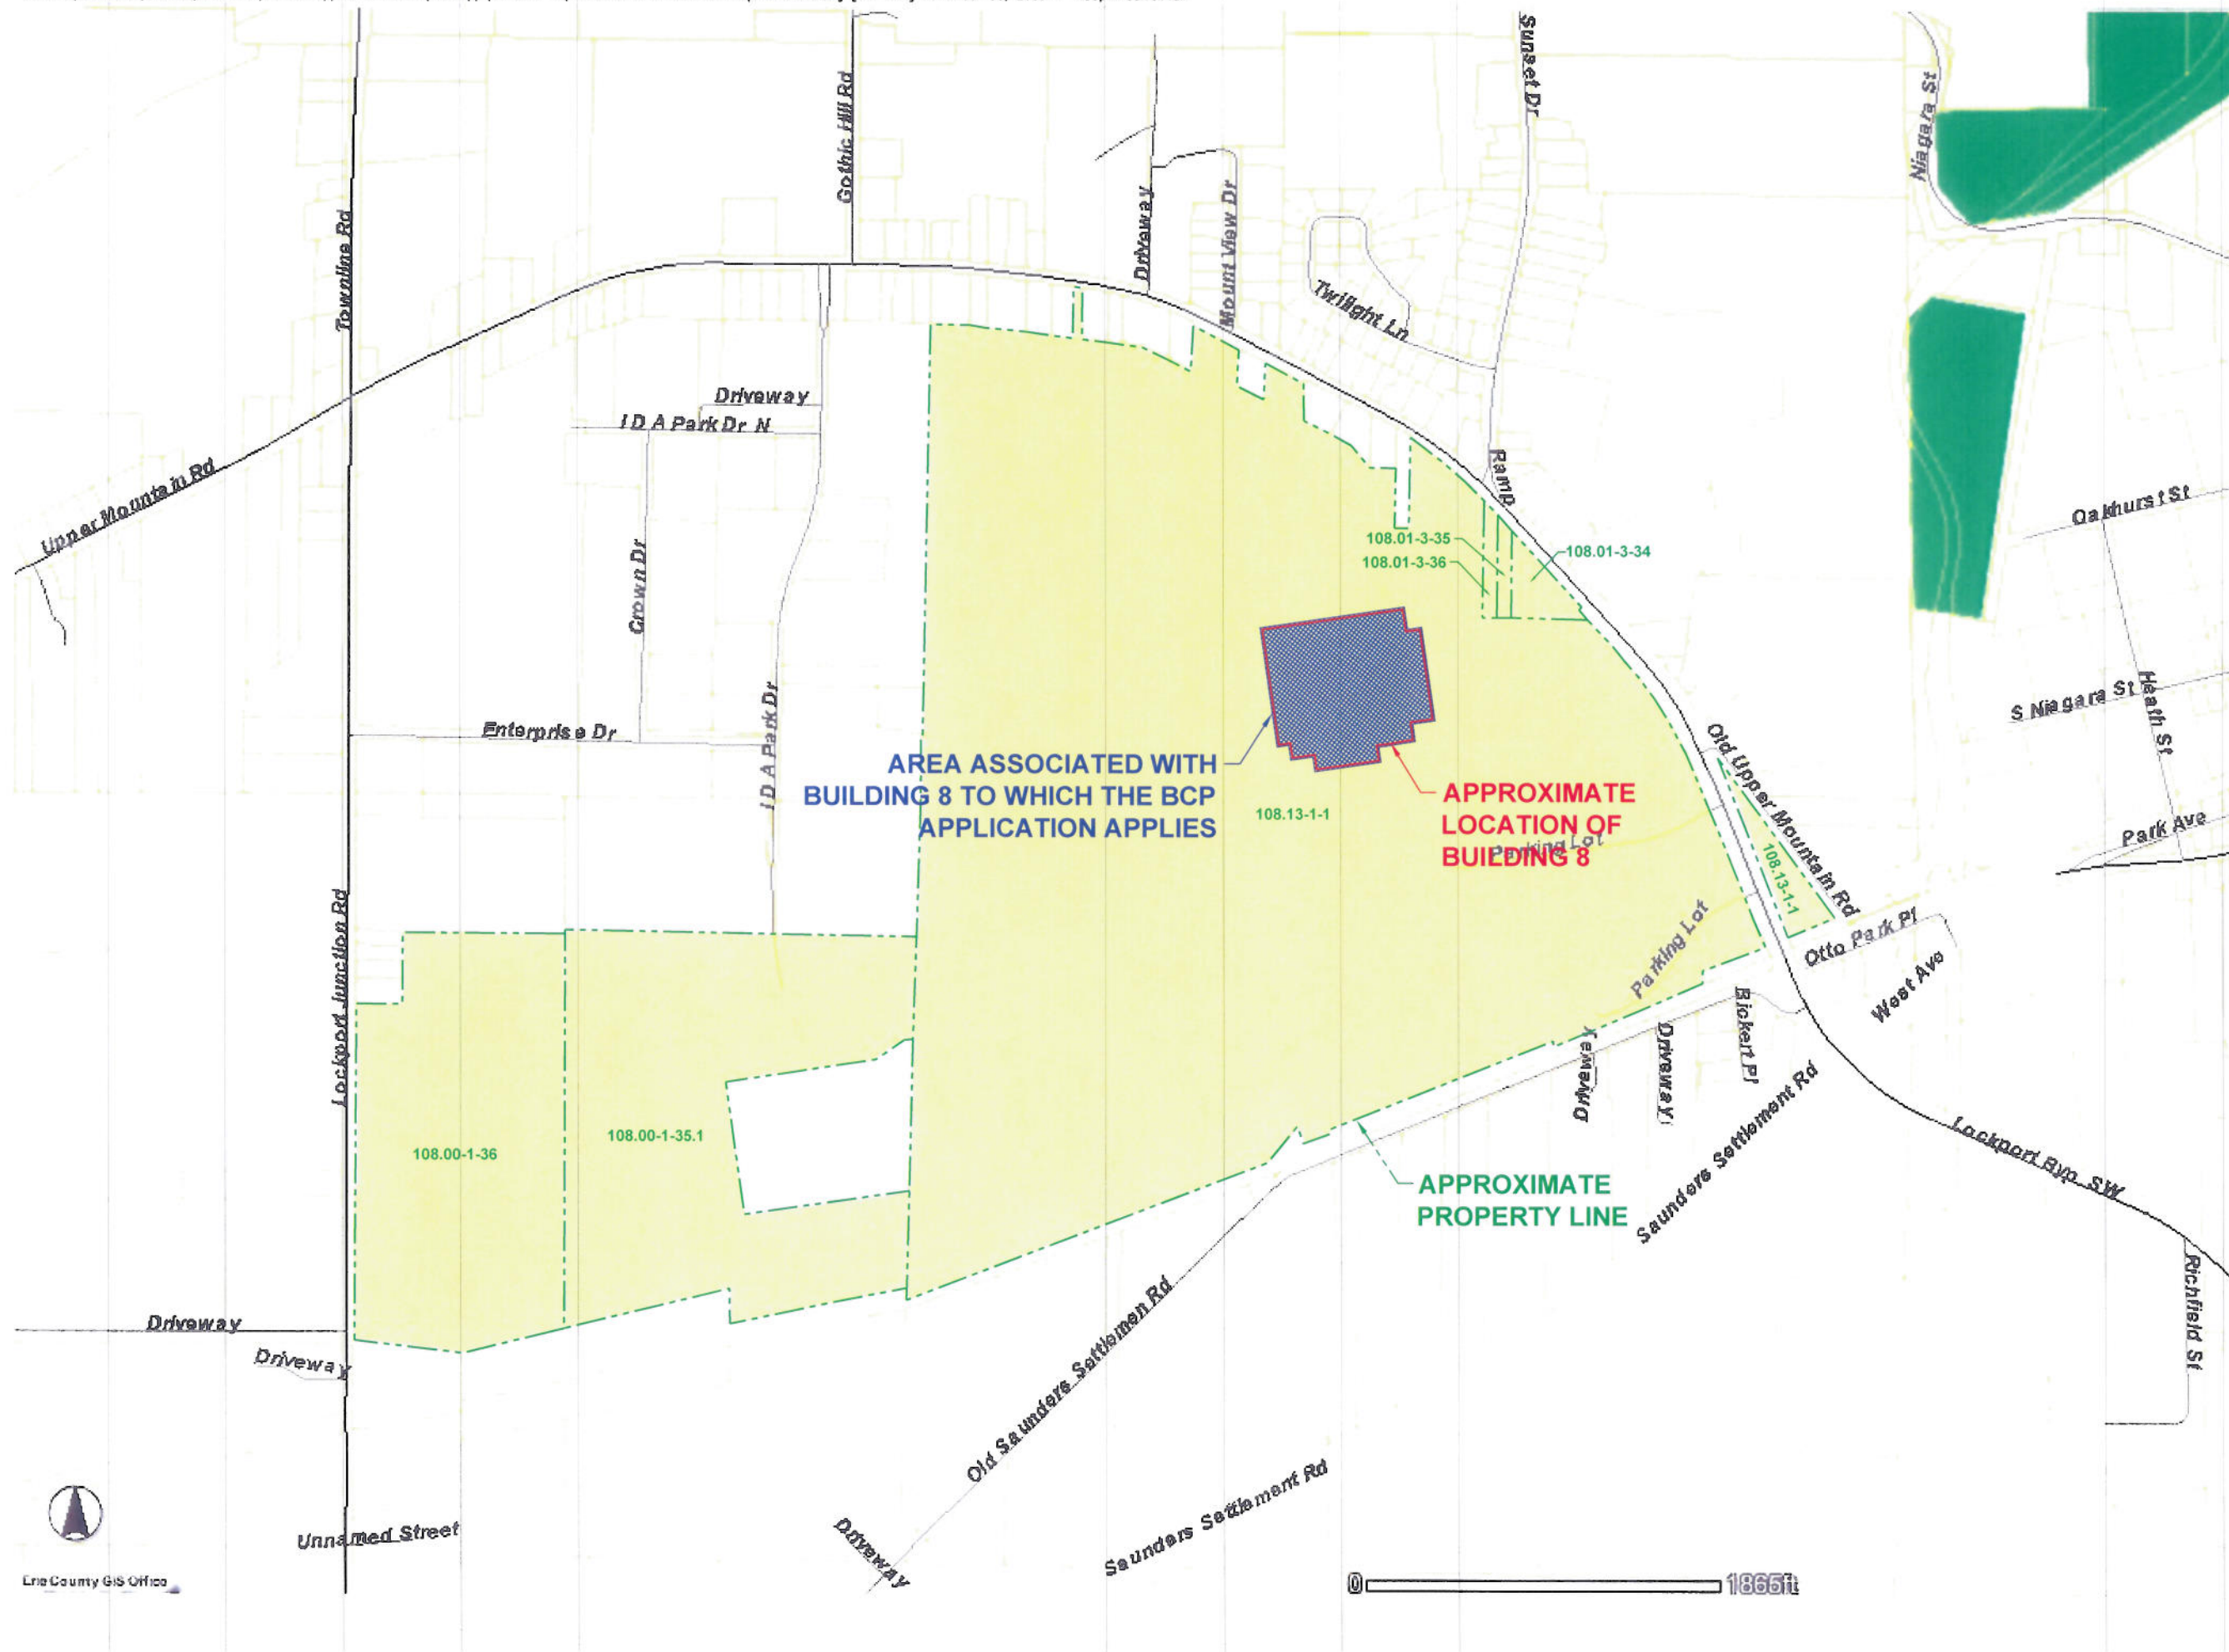 Sunset Dr
Niagara St
Gothic Hill Rd
Townline Rd
Driveway
Mount View Dr
Twilight Ln
Driveway
I D A Park Dr N
Ramp
Upper Mountain Rd
Oakhurst St
108.01-3-35
108.01-3-34
108.01-3-36
Crown Dr
Heath St
S Niagara St
I D A Park Dr
Enterprise Dr
Old Upper Mountain Rd
AREA ASSOCIATED WITH
BUILDING 8 TO WHICH THE BCP
APPLICATION APPLIES
APPROXIMATE
LOCATION OF
BUILDING 8
108.13-1-1
Parking Lot
Park Ave
108.13-1-1
Lockport Junction Rd
Parking Lot
Otto Park Pl
West Ave
Bickert Pl
Driveway
Driveway
Saunders Settlement Rd
108.00-1-36
108.00-1-35.1
Lockport Byp SW
APPROXIMATE
PROPERTY LINE
Richfield St
Driveway
Driveway
Old Saunders Settlemen Rd
Saunders Settlement Rd
Driveway
Unnamed Street
Erie County GIS Office
0 1865ft